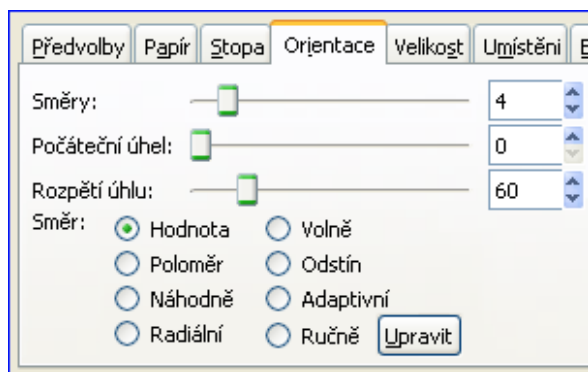 Předvolby Papír Stopa Orientace Velikost Umístěni
Směry: 4
Počáteční úhel: 0
Rozpětí úhlu: 60
Směr: Hodnota Volně
Poloměr Odstín
Náhodně Adaptivní
Radiální Ručně Upravit